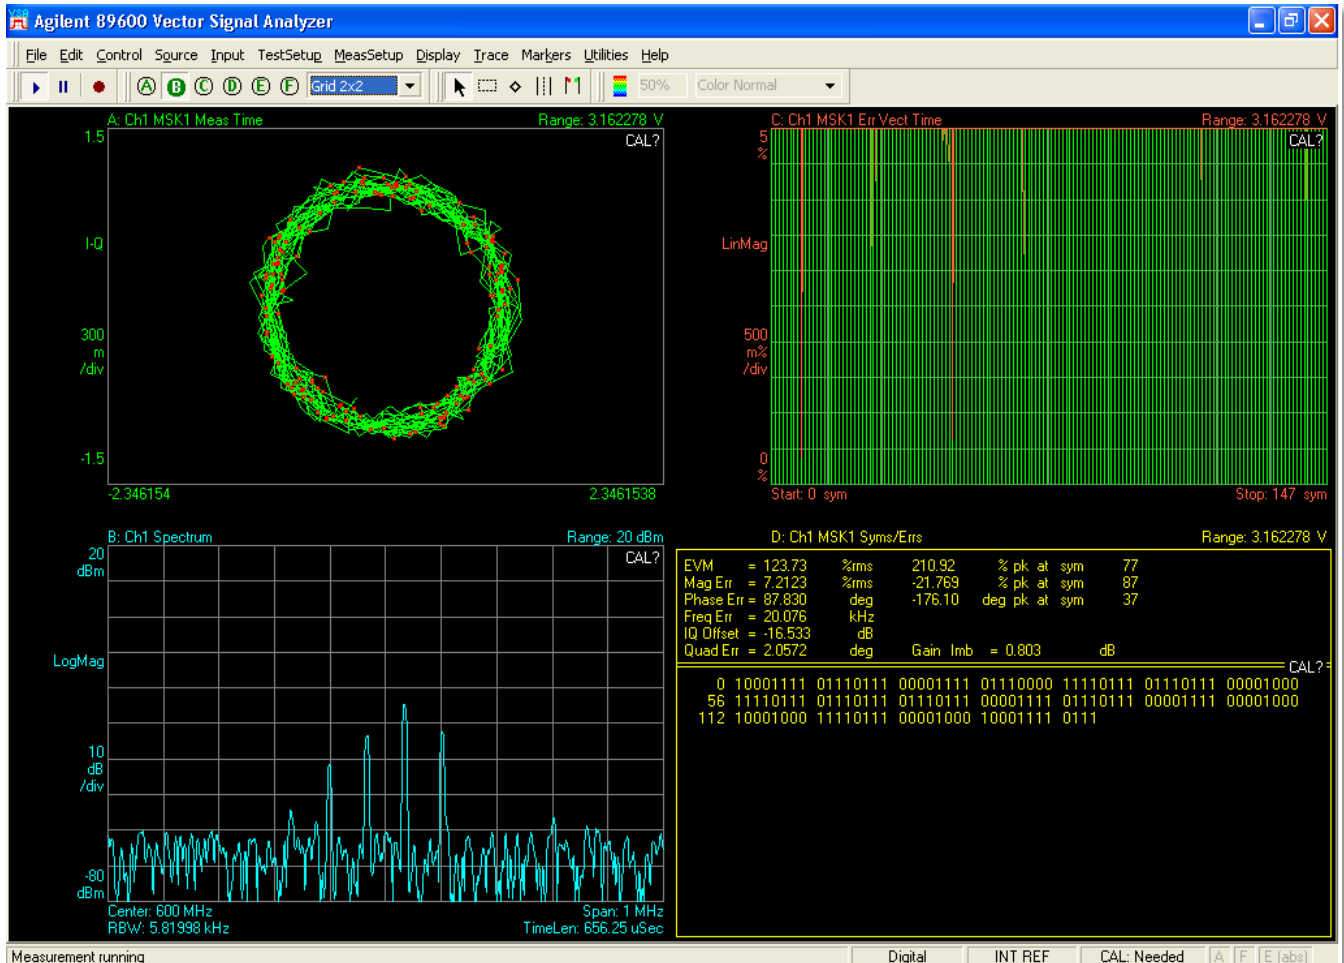 Agilent 89600 Vector Signal Analyzer
File Edit Control Source Input TestSetup MeasSetup Display Trace Markers Utilities Help
A B C D E F Grid 2x2 50% Color Normal
A: Ch1 MSK1 Meas Time Range: 3.162278 V
1.5 CAL?
I-Q
300
m
/div
-1.5
-2.346154 2.3461538
C: Ch1 MSK1 Err Vect Time Range: 3.162278 V
5 CAL?
%
LinMag
500
m%
/div
0
%
Start: 0 sym Stop: 147 sym
B: Ch1 Spectrum Range: 20 dBm
20 CAL?
dBm
LogMag
10
dB
/div
-80
dBm
Center: 600 MHz Span: 1 MHz
RBW: 5.81998 kHz TimeLen: 656.25 uSec
D: Ch1 MSK1 Syms/Errs Range: 3.162278 V
EVM = 123.73 %rms 210.92 % pk at sym 77
Mag Err = 7.2123 %rms -21.769 % pk at sym 87
Phase Err = 87.830 deg -176.10 deg pk at sym 37
Freq Err = 20.076 kHz
IQ Offset = -16.533 dB
Quad Err = 2.0572 deg Gain Imb = 0.803 dB
CAL?
0 10001111 01110111 00001111 01110000 11110111 01110111 00001000
56 11110111 01110111 01110111 00001111 01110111 00001111 00001000
112 10001000 11110111 00001000 10001111 0111
Measurement running Digital INT REF CAL: Needed A F E (abs)